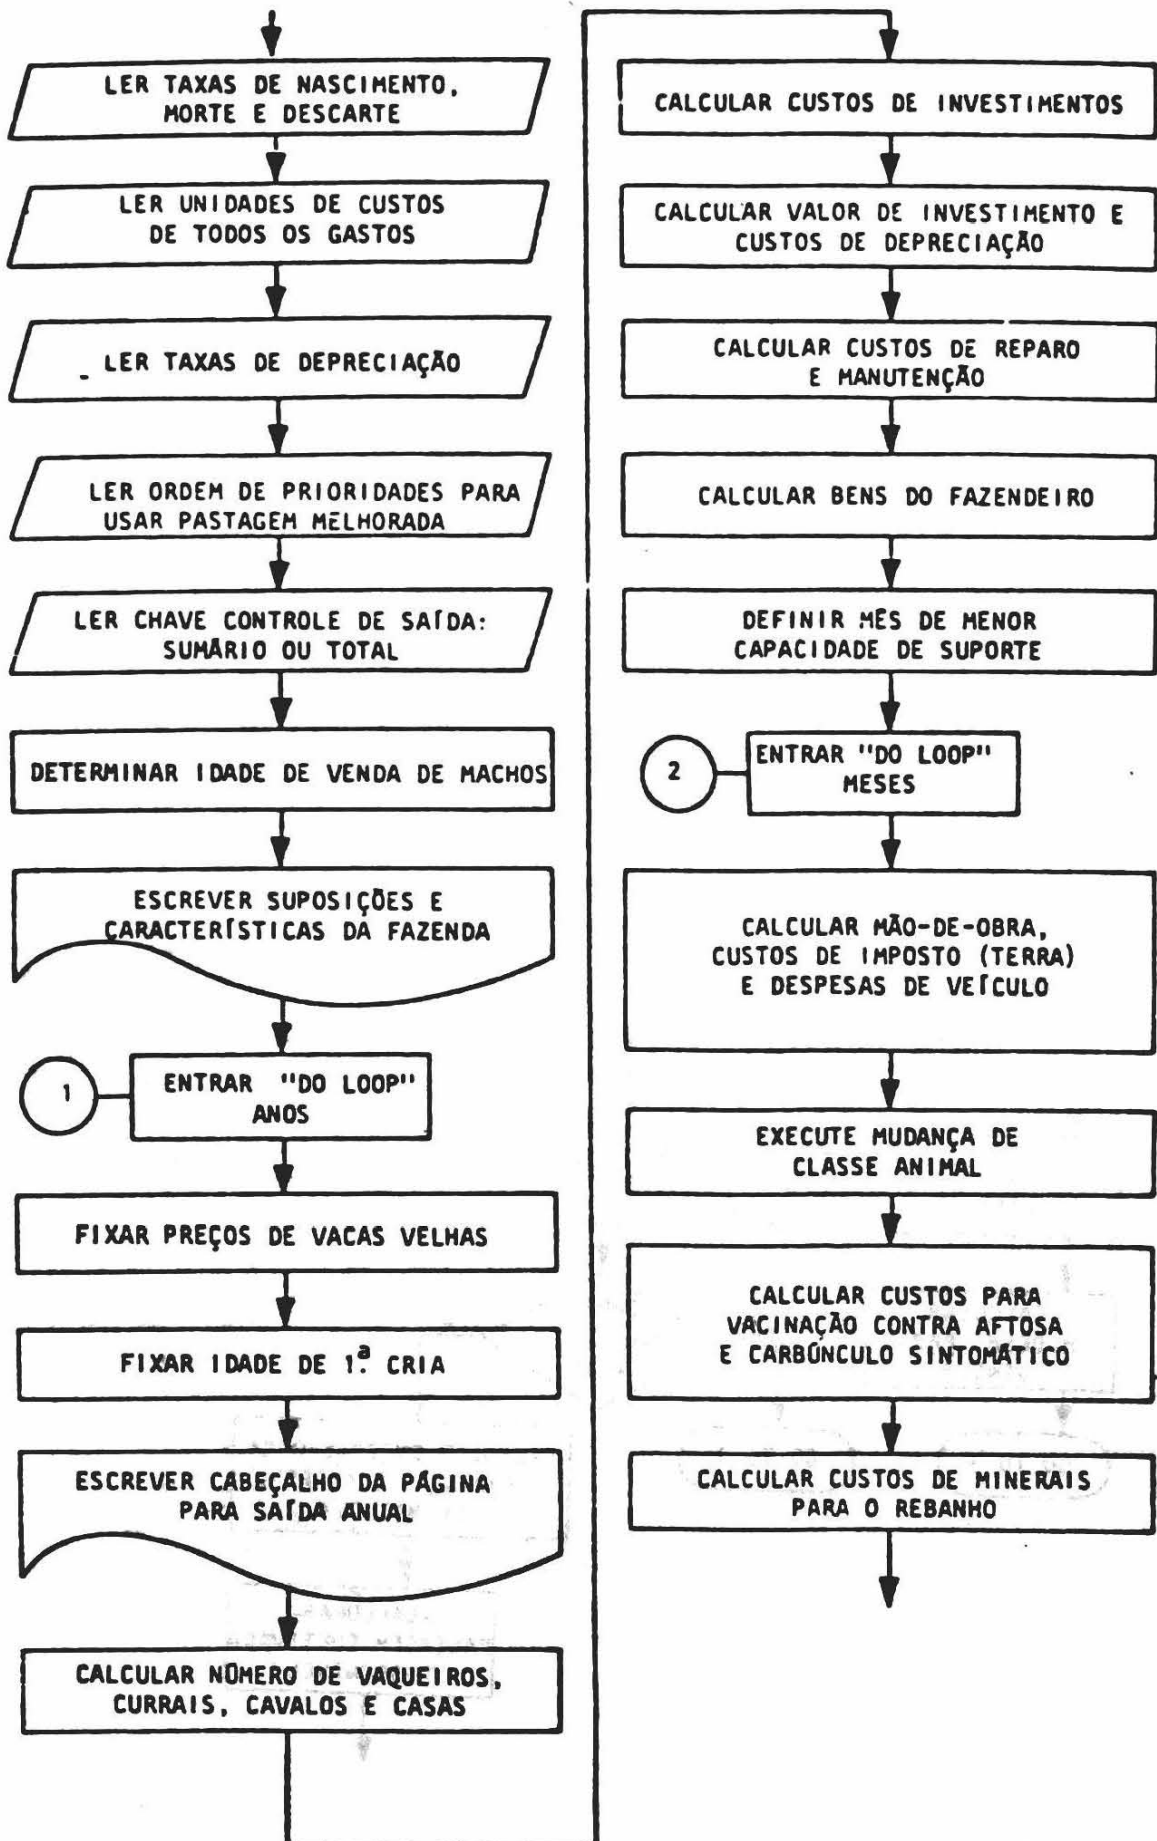 LER TAXAS DE NASCIMENTO,
MORTE E DESCARTE
LER UNIDADES DE CUSTOS
DE TODOS OS GASTOS
LER TAXAS DE DEPRECIAÇÃO
LER ORDEM DE PRIORIDADES PARA
USAR PASTAGEM MELHORADA
LER CHAVE CONTROLE DE SAÍDA:
SUMÁRIO OU TOTAL
DETERMINAR IDADE DE VENDA DE MACHOS
ESCREVER SUPOSIÇÕES E
CARACTERÍSTICAS DA FAZENDA
1
ENTRAR "DO LOOP"
ANOS
FIXAR PREÇOS DE VACAS VELHAS
FIXAR IDADE DE 1.ª CRIA
ESCREVER CABEÇALHO DA PÁGINA
PARA SAÍDA ANUAL
CALCULAR NÚMERO DE VAQUEIROS,
CURRAIS, CAVALOS E CASAS
CALCULAR CUSTOS DE INVESTIMENTOS
CALCULAR VALOR DE INVESTIMENTO E
CUSTOS DE DEPRECIAÇÃO
CALCULAR CUSTOS DE REPARO
E MANUTENÇÃO
CALCULAR BENS DO FAZENDEIRO
DEFINIR MÊS DE MENOR
CAPACIDADE DE SUPORTE
2
ENTRAR "DO LOOP"
MESES
CALCULAR MÃO-DE-OBRA,
CUSTOS DE IMPOSTO (TERRA)
E DESPESAS DE VEÍCULO
EXECUTE MUDANÇA DE
CLASSE ANIMAL
CALCULAR CUSTOS PARA
VACINAÇÃO CONTRA AFTOSA
E CARBÚNCULO SINTOMÁTICO
CALCULAR CUSTOS DE MINERAIS
PARA O REBANHO